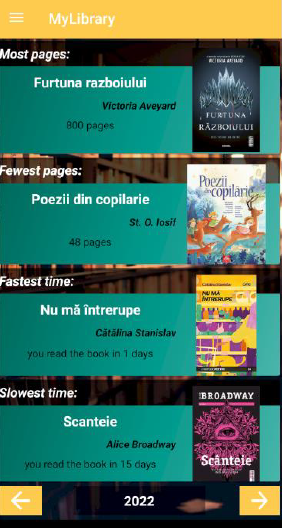 MyLibrary
Most pages:
Furtuna razboiului
Victoria Aveyard
800 pages
VICTORIA AVEYARD
FURTUNA
RĂZBOIULUI
Fewest pages:
Poezii din copilarie
St. O. Iosif
48 pages
Poezii
din copilărie
Fastest time:
Nu mă întrerupe
Cătălina Stanislav
you read the book in 1 days
Cătălina Stanislav
NU MĂ
ÎNTRERUPE
Slowest time:
Scanteie
Alice Broadway
you read the book in 15 days
BROADWAY
Scânteie
2022